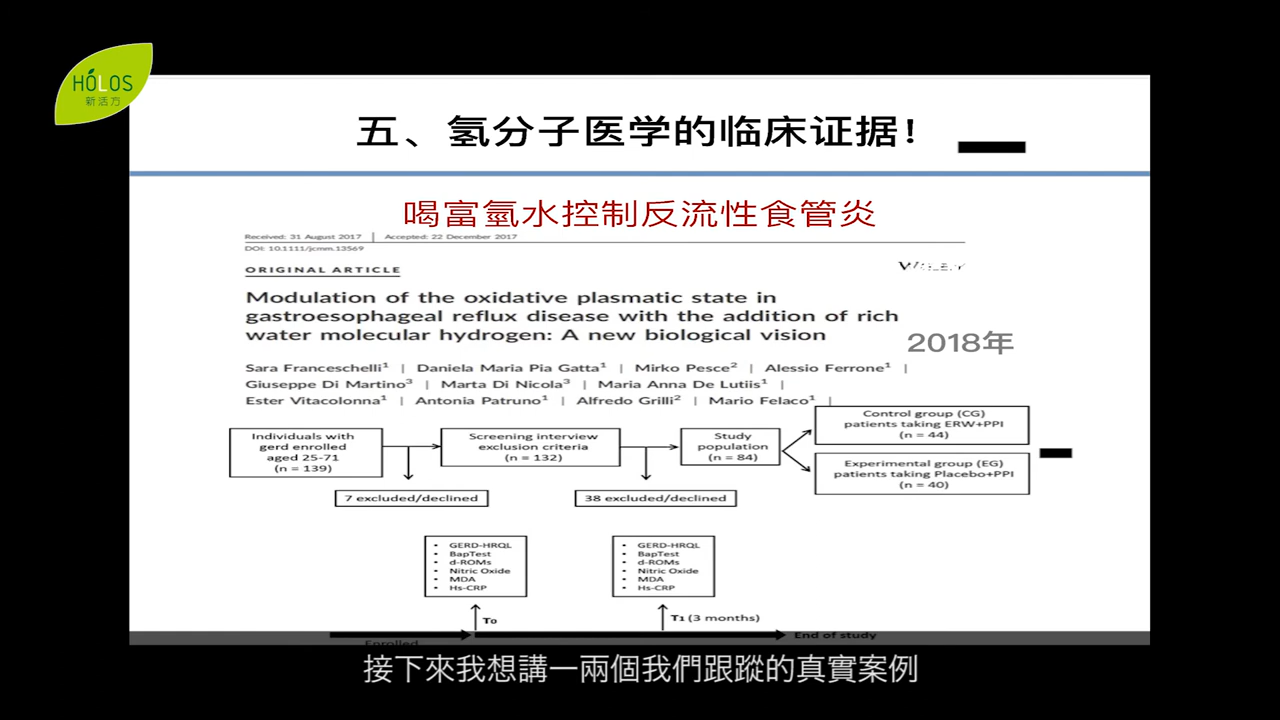 HÓLOS
新活方
五、氢分子医学的临床证据!
喝富氫水控制反流性食管炎
Received: 31 August 2017 | Accepted: 22 December 2017
DOI: 10.1111/jcmm.13569
ORIGINAL ARTICLE
WILEY
Modulation of the oxidative plasmatic state in
gastroesophageal reflux disease with the addition of rich
water molecular hydrogen: A new biological vision
2018年
Sara Franceschelli1 | Daniela Maria Pia Gatta1 | Mirko Pesce2 | Alessio Ferrone1 |
Giuseppe Di Martino3 | Marta Di Nicola3 | Maria Anna De Lutiis1 |
Ester Vitacolonna1 | Antonia Patruno1 | Alfredo Grilli2 | Mario Felaco1 |
Individuals with
gerd enrolled
aged 25-71
(n = 139)
Screening interview
exclusion criteria
(n = 132)
Study
population
(n = 84)
Control group (CG)
patients taking ERW+PPI
(n = 44)
Experimental group (EG)
patients taking Placebo+PPI
(n = 40)
7 excluded/declined
38 excluded/declined
• GERD-HRQL
• BapTest
• d-ROMs
• Nitric Oxide
• MDA
• Hs-CRP
• GERD-HRQL
• BapTest
• d-ROMs
• Nitric Oxide
• MDA
• Hs-CRP
T0
T1 (3 months)
Enrolled
End of study
接下來我想講一兩個我們跟蹤的真實案例